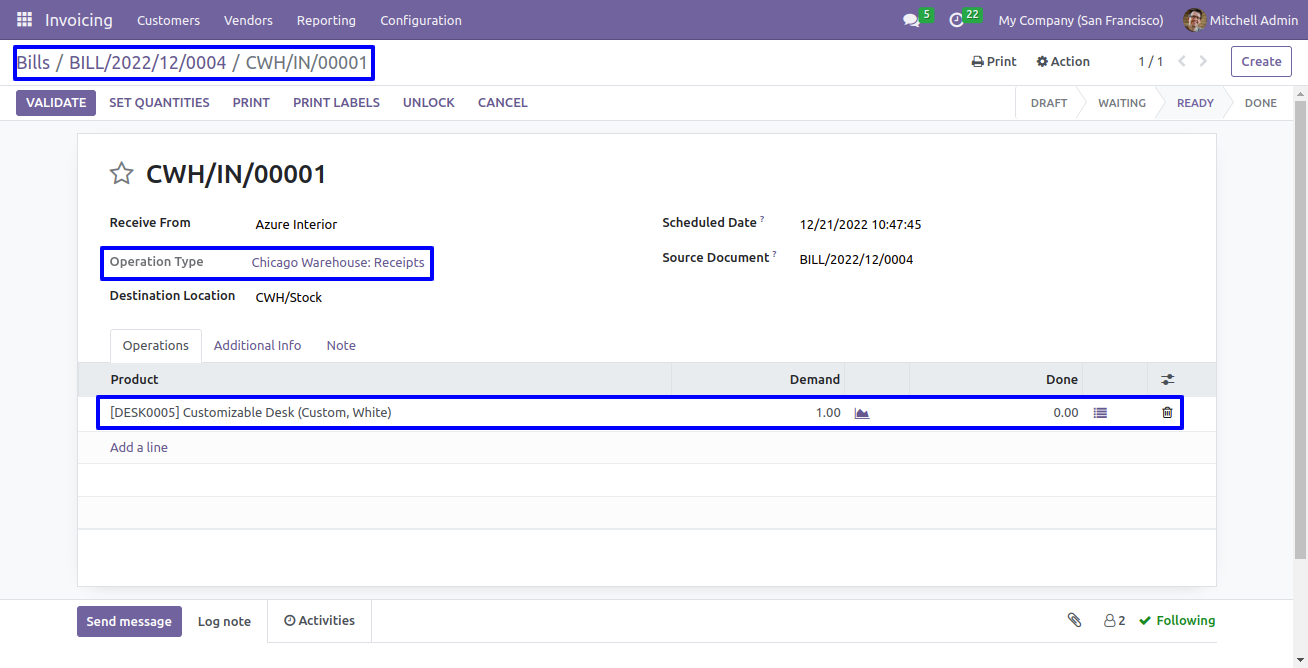 Invoicing Customers Vendors Reporting Configuration 5 22 My Company (San Francisco) Mitchell Admin
Bills / BILL/2022/12/0004 / CWH/IN/00001 Print Action 1 / 1 Create
VALIDATE SET QUANTITIES PRINT PRINT LABELS UNLOCK CANCEL DRAFT WAITING READY DONE
CWH/IN/00001
Receive From Azure Interior Scheduled Date ? 12/21/2022 10:47:45
Operation Type Chicago Warehouse: Receipts Source Document ? BILL/2022/12/0004
Destination Location CWH/Stock
Operations Additional Info Note
Product Demand Done
[DESK0005] Customizable Desk (Custom, White) 1.00 0.00
Add a line
Send message Log note Activities 2 Following